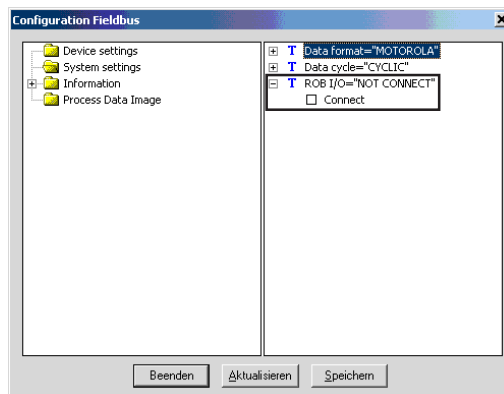 Configuration Fieldbus
Device settings
System settings
Information
Process Data Image
T Data format="MOTOROLA"
T Data cycle="CYCLIC"
T ROB I/O="NOT CONNECT"
Connect
Beenden
Aktualisieren
Speichern